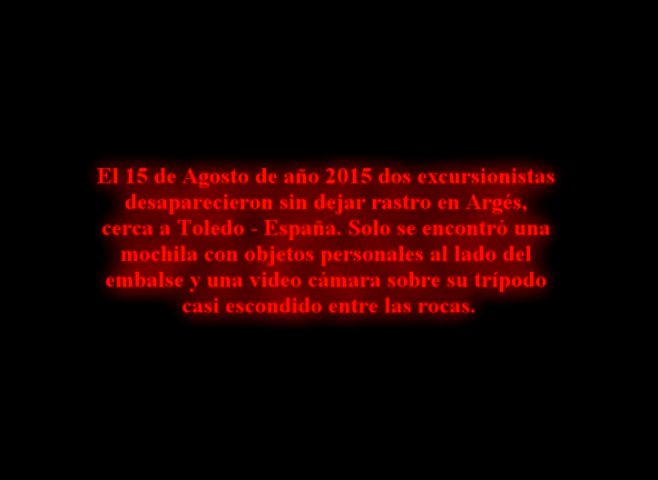 El 15 de Agosto de año 2015 dos excursionistas
desaparecieron sin dejar rastro en Argés,
cerca a Toledo - España. Solo se encontró una
mochila con objetos personales al lado del
embalse y una video cámara sobre su trípodo
casi escondido entre las rocas.